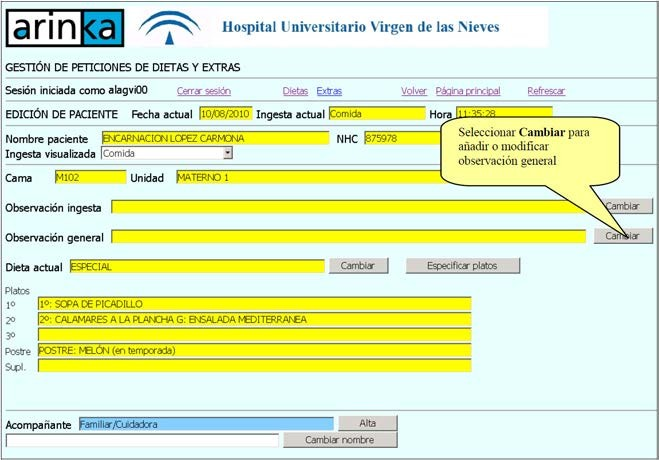 arinka
Hospital Universitario Virgen de las Nieves
GESTIÓN DE PETICIONES DE DIETAS Y EXTRAS
Sesión iniciada como alagvi00 Cerrar sesión Dietas Extras Volver Página principal Refrescar
EDICIÓN DE PACIENTE Fecha actual 10/08/2010 Ingesta actual Comida Hora 11:35:28
Nombre paciente ENCARNACION LOPEZ CARMONA NHC 875978
Ingesta visualizada Comida
Seleccionar Cambiar para
añadir o modificar
observación general
Cama M102 Unidad MATERNO 1
Observación ingesta Cambiar
Observación general Cambiar
Dieta actual ESPECIAL Cambiar Especificar platos
Platos
1º 1º: SOPA DE PICADILLO
2º 2º: CALAMARES A LA PLANCHA G: ENSALADA MEDITERRANEA
3º
Postre POSTRE: MELÓN (en temporada)
Supl.
Acompañante Familiar/Cuidadora Alta
Cambiar nombre